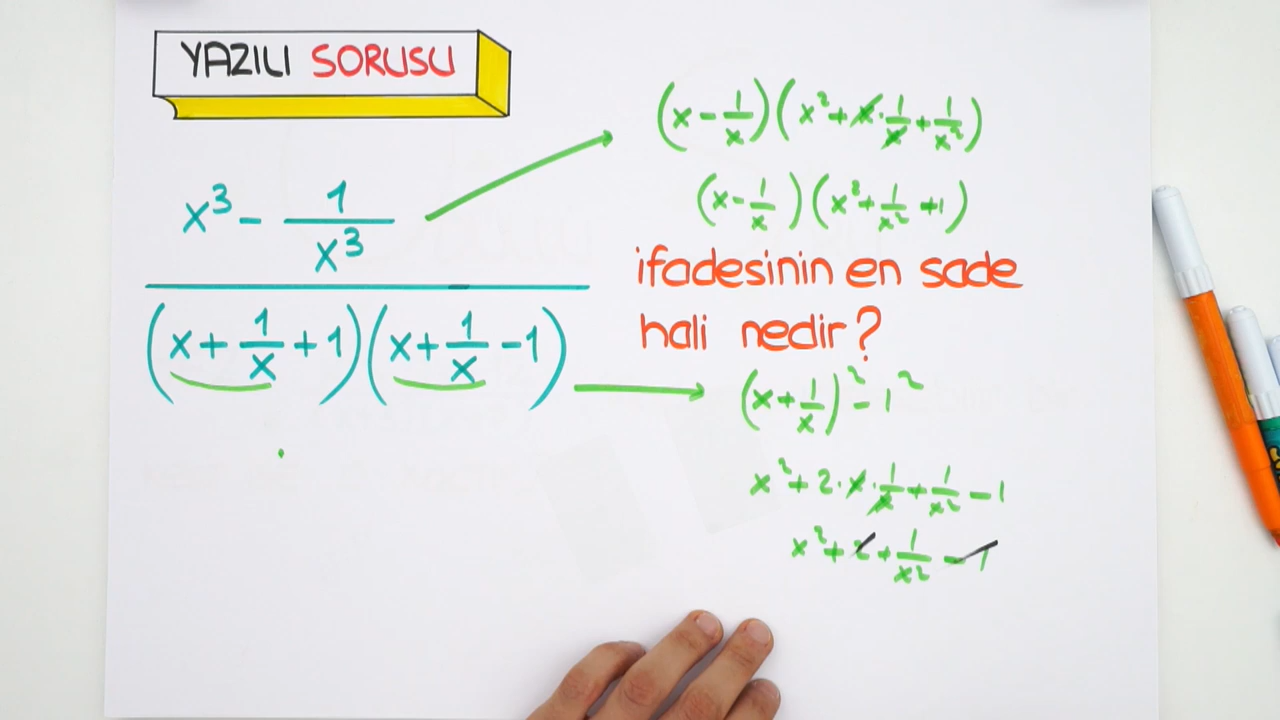 YAZILI SORUSU
x³ - 1/x³
(x + 1/x + 1)(x + 1/x - 1)
(x - 1/x)(x² + x · 1/x + 1/x²)
(x - 1/x)(x² + 1/x² + 1)
ifadesinin en sade
hali nedir?
(x + 1/x)² - 1²
x² + 2 · x · 1/x + 1/x² - 1
x² + 2 + 1/x² - 1